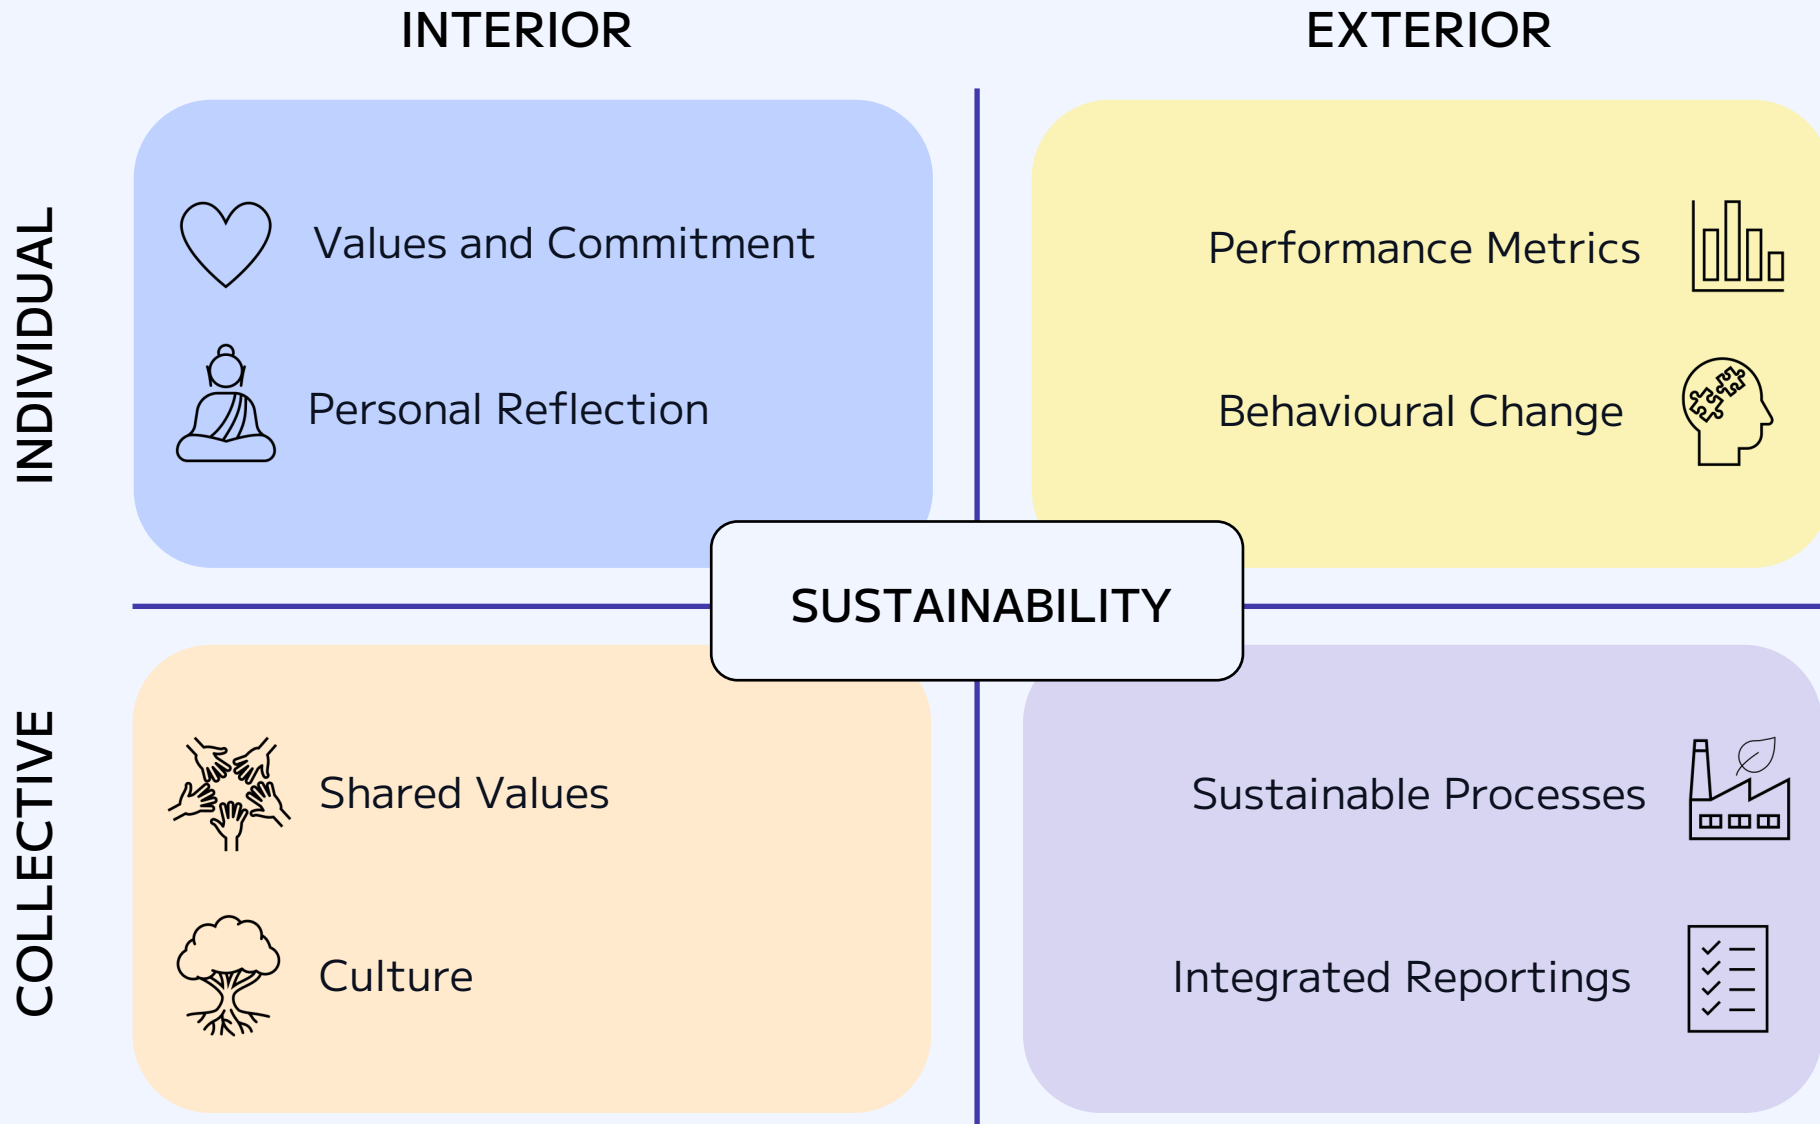 INTERIOR
EXTERIOR
INDIVIDUAL
Values and Commitment
Personal Reflection
Performance Metrics
Behavioural Change
SUSTAINABILITY
COLLECTIVE
Shared Values
Culture
Sustainable Processes
Integrated Reportings